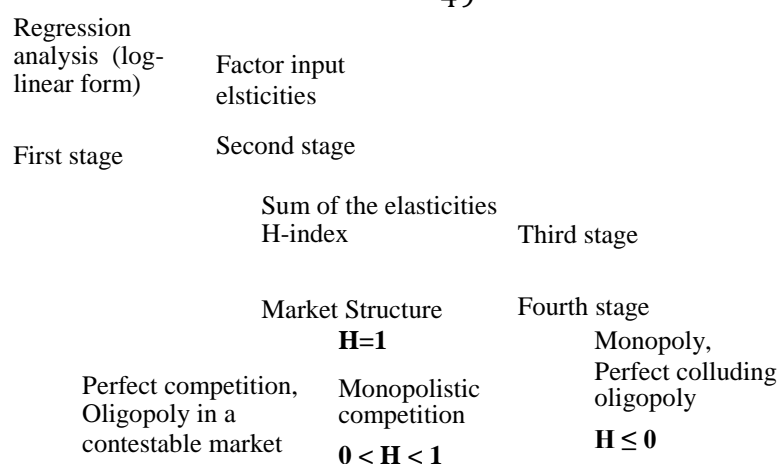 49
Regression
analysis (log-
linear form)
Factor input
elsticities
First stage
Second stage
Sum of the elasticities
H-index
Third stage
Market Structure
Fourth stage
H=1
Perfect competition,
Oligopoly in a
contestable market
Monopolistic
competition
0 < H < 1
Monopoly,
Perfect colluding
oligopoly
H ≤ 0